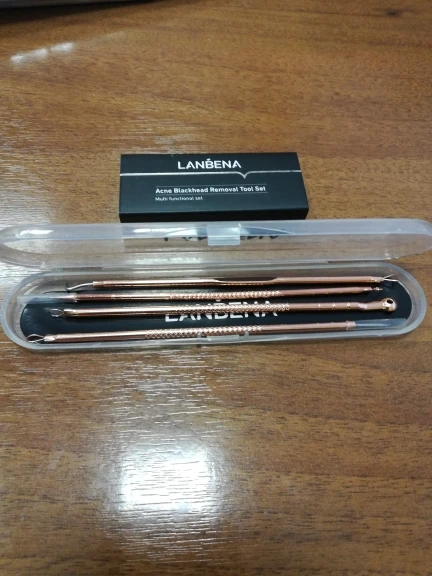 LANBENA
Acne Blackhead Removal Tool Set
Multi functional set
LANBENA